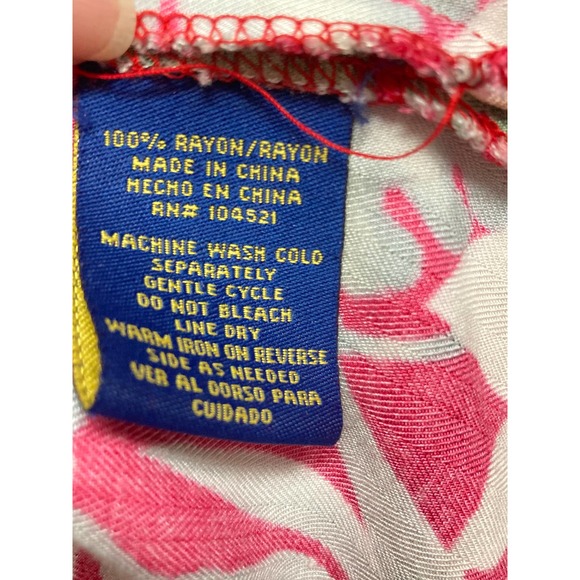 100% RAYON/RAYON
MADE IN CHINA
HECHO EN CHINA
RN# 104521
MACHINE WASH COLD
SEPARATELY
GENTLE CYCLE
DO NOT BLEACH
LINE DRY
WARM IRON ON REVERSE
SIDE AS NEEDED
VER AL DORSO PARA
CUIDADO